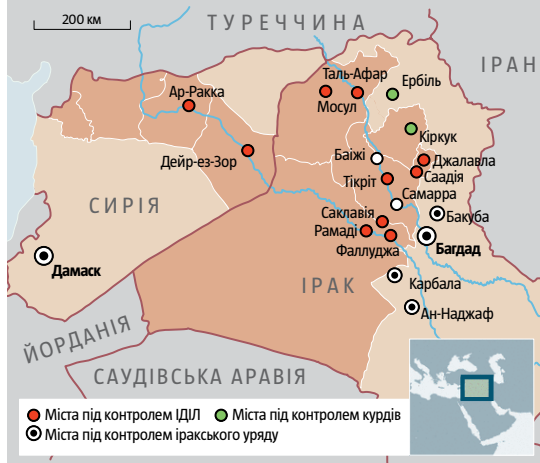 200 км
ТУРЕЧЧИНА
ІРАН
Таль-Афар
Мосул
Ербіль
Ар-Ракка
Кіркук
Дейр-ез-Зор
Баіжі
Джалавла
Саадія
Тікріт
Самарра
СИРІЯ
Саклавія
Бакуба
Рамаді
Фаллуджа
Багдад
Дамаск
ІРАК
Карбала
Ан-Наджаф
ЙОРДАНІЯ
САУДІВСЬКА АРАВІЯ
Міста під контролем ІДІЛ
Міста під контролем курдів
Міста під контролем іракського уряду